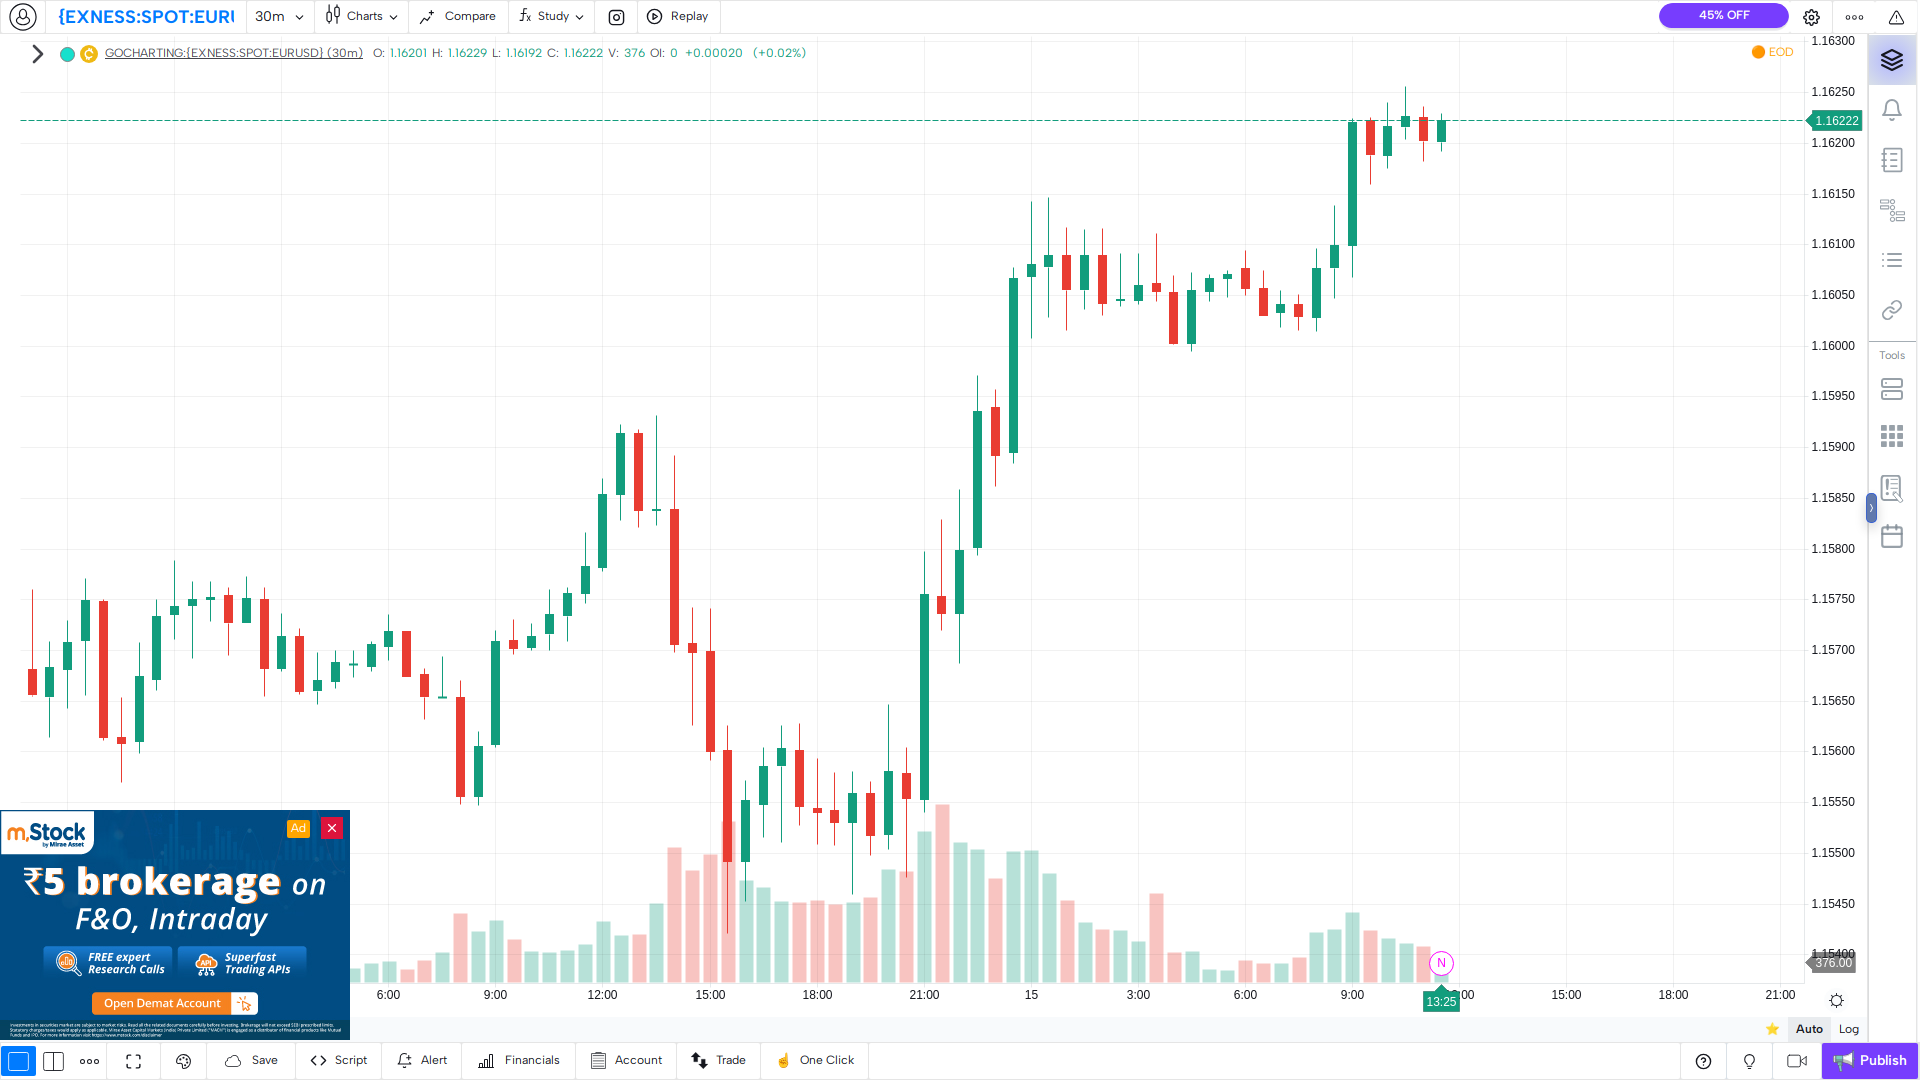 {EXNESS:SPOT:EURU
30m
Charts
Compare
Study
Replay
45% OFF
GOCHARTING:{EXNESS:SPOT:EURUSD} (30m)
O: 1.16201 H: 1.16229 L: 1.16192 C: 1.16222 V: 376 OI: 0 +0.00020 (+0.02%)
EOD
1.16300
1.16250
1.16222
1.16200
1.16150
1.16100
1.16050
1.16000
1.15950
1.15900
1.15850
1.15800
1.15750
1.15700
1.15650
1.15600
1.15550
1.15500
1.15450
1.15400
376.00
Tools
m.Stock
by Mirae Asset
Ad
₹5 brokerage on
F&O, Intraday
FREE expert
Research Calls
Superfast
Trading APIs
API
Open Demat Account
N
6:00
9:00
12:00
15:00
18:00
21:00
15
3:00
6:00
9:00
13:25
15:00
18:00
21:00
Auto
Log
Save
Script
Alert
Financials
Account
Trade
One Click
Publish